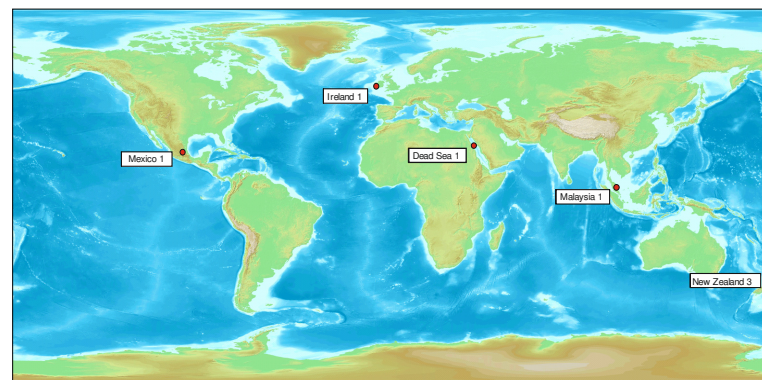 Ireland 1
Mexico 1
Dead Sea 1
Malaysia 1
New Zealand 3